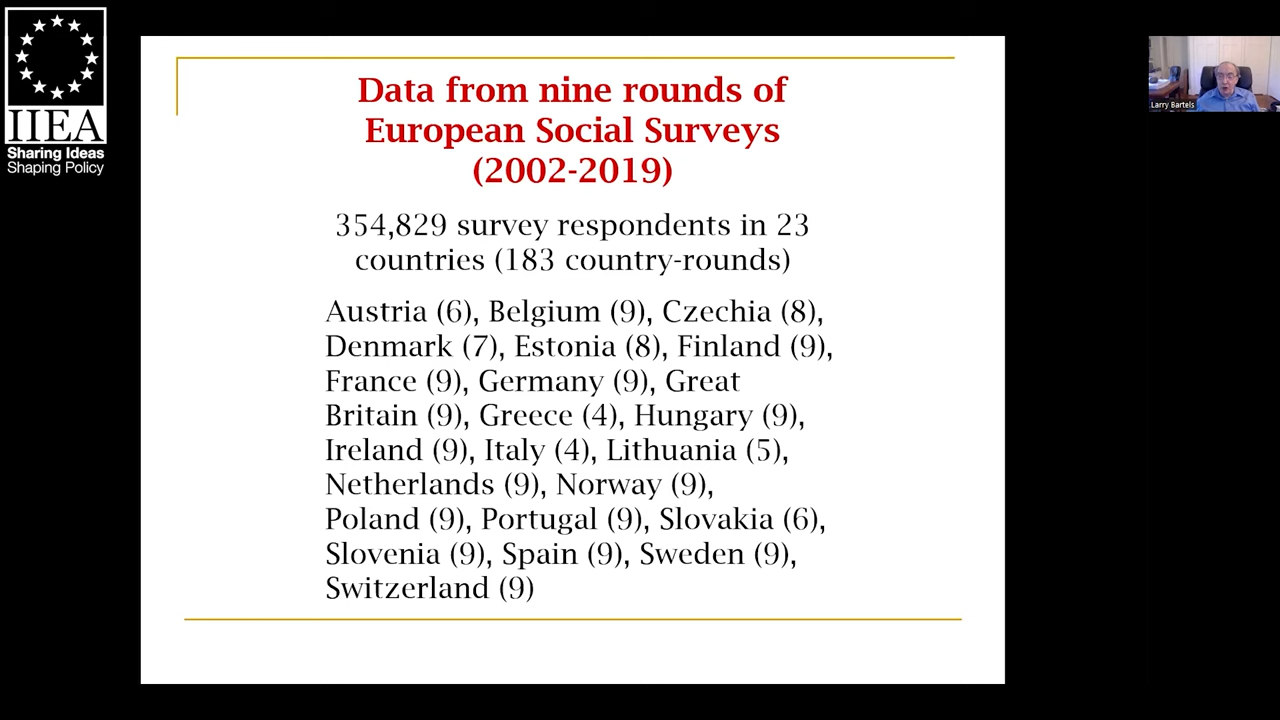 IIEA
Sharing Ideas
Shaping Policy
Data from nine rounds of
European Social Surveys
(2002-2019)
354,829 survey respondents in 23
countries (183 country-rounds)
Austria (6), Belgium (9), Czechia (8),
Denmark (7), Estonia (8), Finland (9),
France (9), Germany (9), Great
Britain (9), Greece (4), Hungary (9),
Ireland (9), Italy (4), Lithuania (5),
Netherlands (9), Norway (9),
Poland (9), Portugal (9), Slovakia (6),
Slovenia (9), Spain (9), Sweden (9),
Switzerland (9)
Larry Bartels